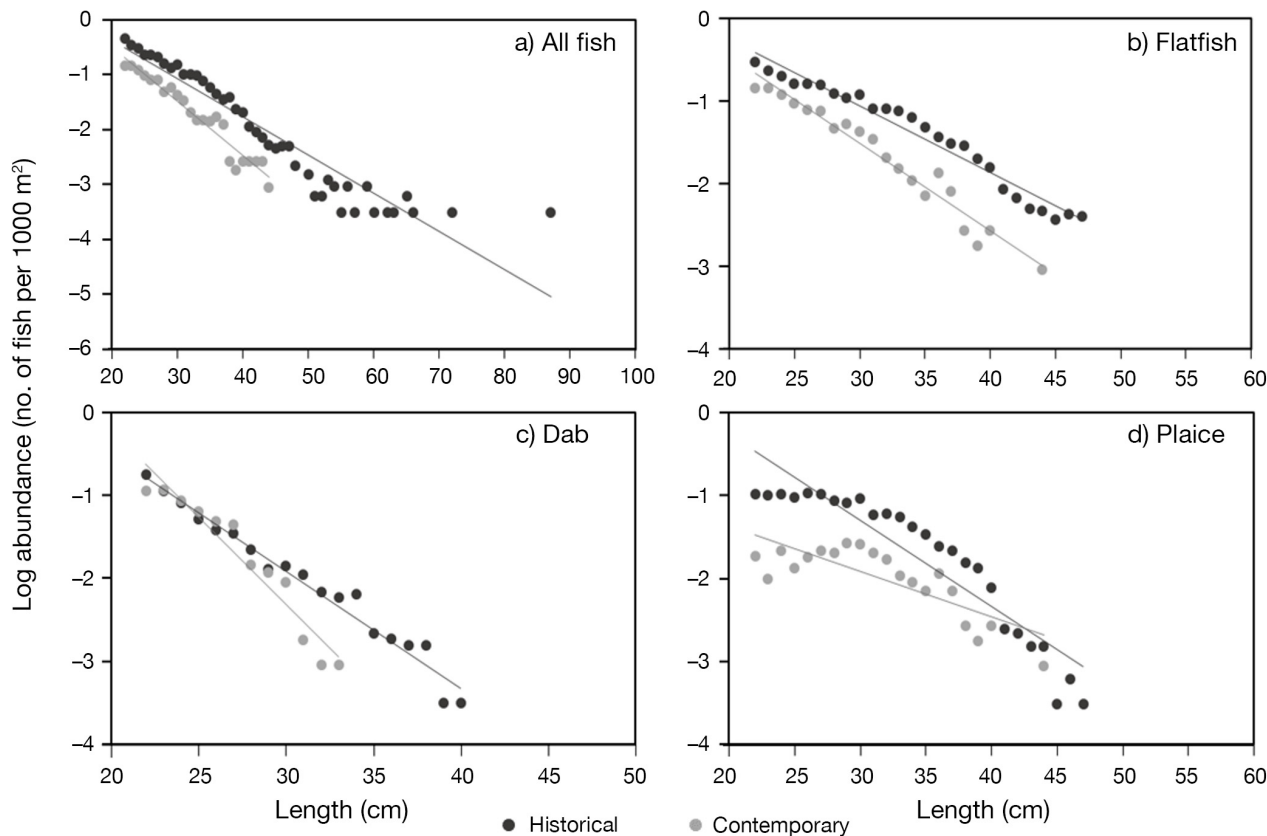 Log abundance (no. of fish per 1000 m²)
a) All fish
0
–1
–2
–3
–4
–5
–6
20 30 40 50 60 70 80 90 100
b) Flatfish
0
–1
–2
–3
–4
20 25 30 35 40 45 50 55 60
c) Dab
0
–1
–2
–3
–4
20 25 30 35 40 45 50
Length (cm)
d) Plaice
0
–1
–2
–3
–4
20 25 30 35 40 45 50 55 60
Length (cm)
Historical Contemporary